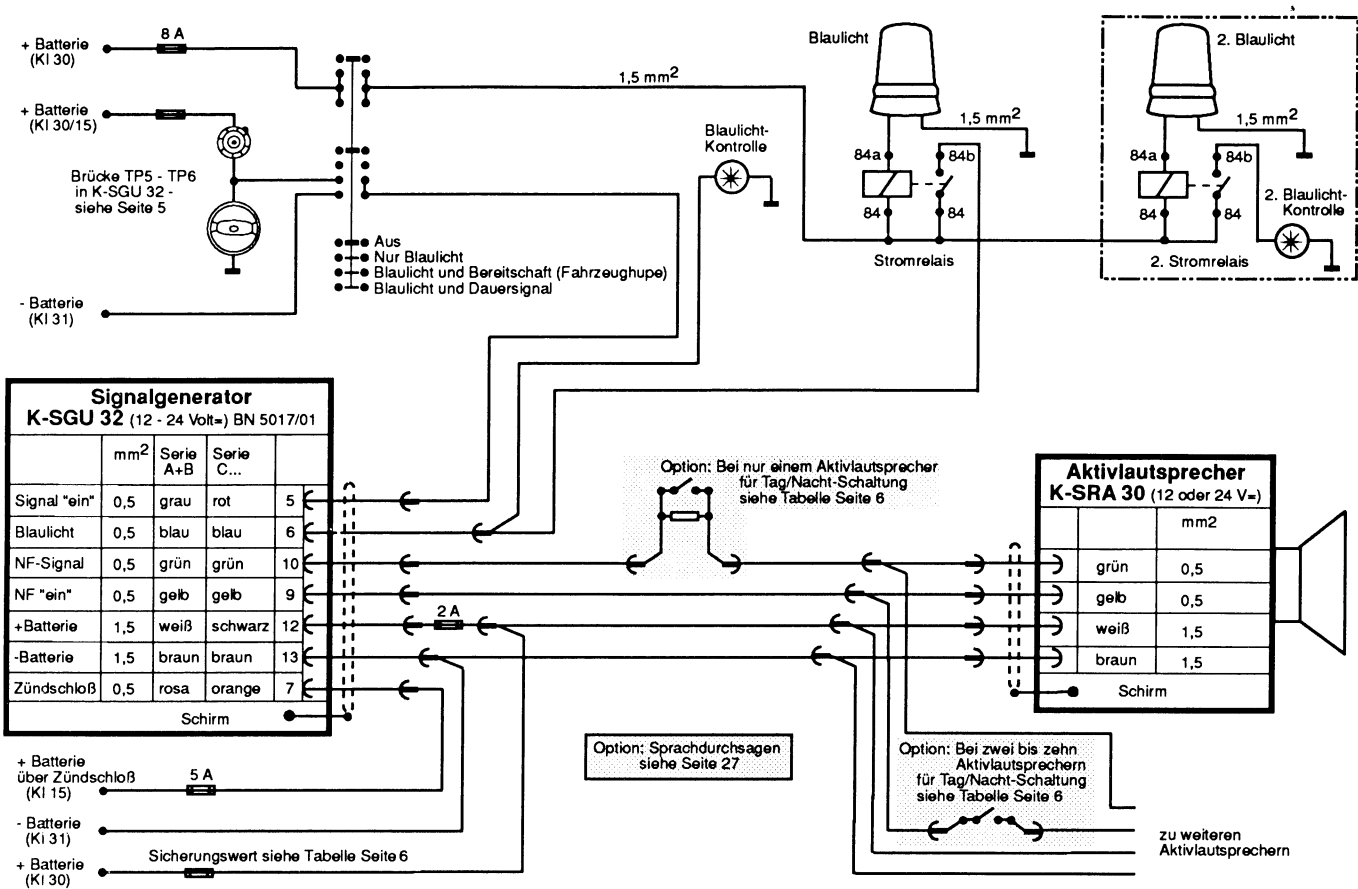 + Batterie
(Kl 30)
8 A
+ Batterie
(Kl 30/15)
Brücke TP5 - TP6
in K-SGU 32 -
siehe Seite 5
- Batterie
(Kl 31)
Aus
Nur Blaulicht
Blaulicht und Bereitschaft (Fahrzeughupe)
Blaulicht und Dauersignal
1,5 mm2
Blaulicht-
Kontrolle
Blaulicht
1,5 mm2
84a
84b
84
84
Stromrelais
2. Blaulicht
1,5 mm2
84a
84b
84
84
2. Blaulicht-
Kontrolle
2. Stromrelais
Signalgenerator
K-SGU 32 (12 - 24 Volt=) BN 5017/01
mm2 Serie A+B Serie C...
Signal "ein" 0,5 grau rot 5
Blaulicht 0,5 blau blau 6
NF-Signal 0,5 grün grün 10
NF "ein" 0,5 gelb gelb 9
+Batterie 1,5 weiß schwarz 12
-Batterie 1,5 braun braun 13
Zündschloß 0,5 rosa orange 7
Schirm
2 A
Option: Bei nur einem Aktivlautsprecher
für Tag/Nacht-Schaltung
siehe Tabelle Seite 6
Aktivlautsprecher
K-SRA 30 (12 oder 24 V=)
mm2
grün 0,5
gelb 0,5
weiß 1,5
braun 1,5
Schirm
+ Batterie
über Zündschloß
(Kl 15)
5 A
- Batterie
(Kl 31)
+ Batterie
(Kl 30)
Sicherungswert siehe Tabelle Seite 6
Option: Sprachdurchsagen
siehe Seite 27
Option: Bei zwei bis zehn
Aktivlautsprechern
für Tag/Nacht-Schaltung
siehe Tabelle Seite 6
zu weiteren
Aktivlautsprechern